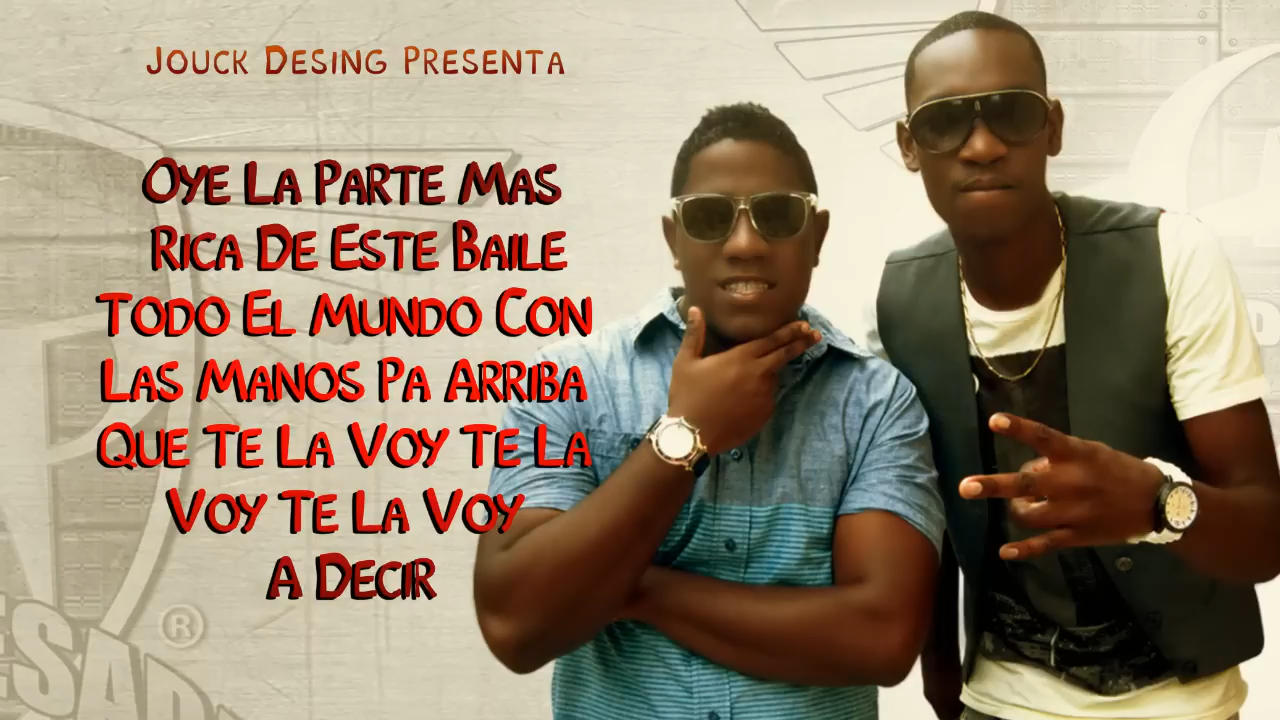 Jouck Desing Presenta
Oye La Parte Mas
Rica De Este Baile
Todo El Mundo Con
Las Manos Pa Arriba
Que Te La Voy Te La
Voy Te La Voy
A Decir
®